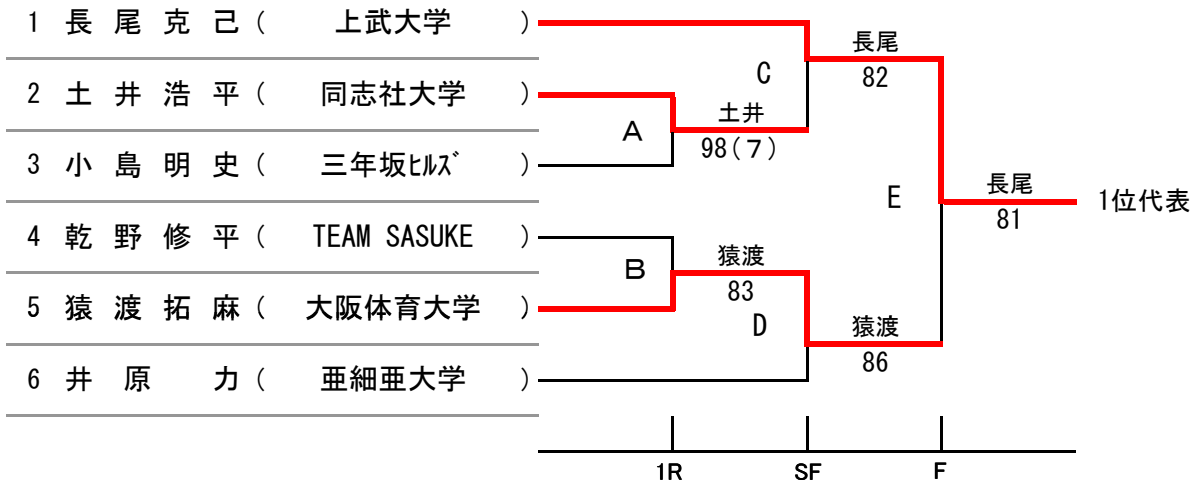 1 長尾克己( 上武大学 )
長尾
82
C
2 土井浩平( 同志社大学 )
土井
98(7)
A
3 小島明史( 三年坂ﾋﾙｽﾞ )
E
長尾
81
1位代表
4 乾野修平( TEAM SASUKE )
B
猿渡
83
5 猿渡拓麻( 大阪体育大学 )
D
猿渡
86
6 井原 力( 亜細亜大学 )
1R SF F